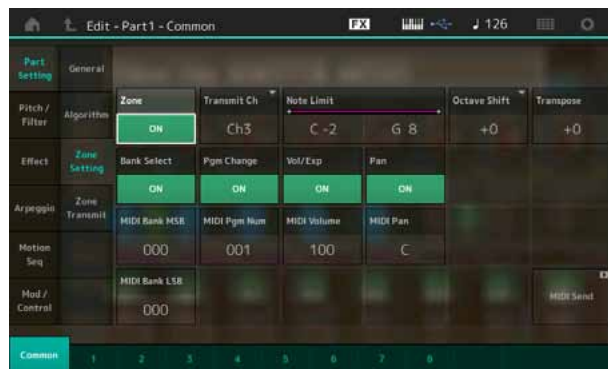 Edit - Part1 - Common FX 126
Part Setting
General
Pitch / Filter
Algorithm
Zone Transmit Ch Note Limit Octave Shift Transpose
ON Ch3 C -2 G 8 +0 +0
Effect
Zone Setting
Bank Select Pgm Change Vol/Exp Pan
ON ON ON ON
Arpeggio
Zone Transmit
MIDI Bank MSB MIDI Pgm Num MIDI Volume MIDI Pan
000 001 100 C
Motion Seq
Mod / Control
MIDI Bank LSB
000
MIDI Send
Common 1 2 3 4 5 6 7 8